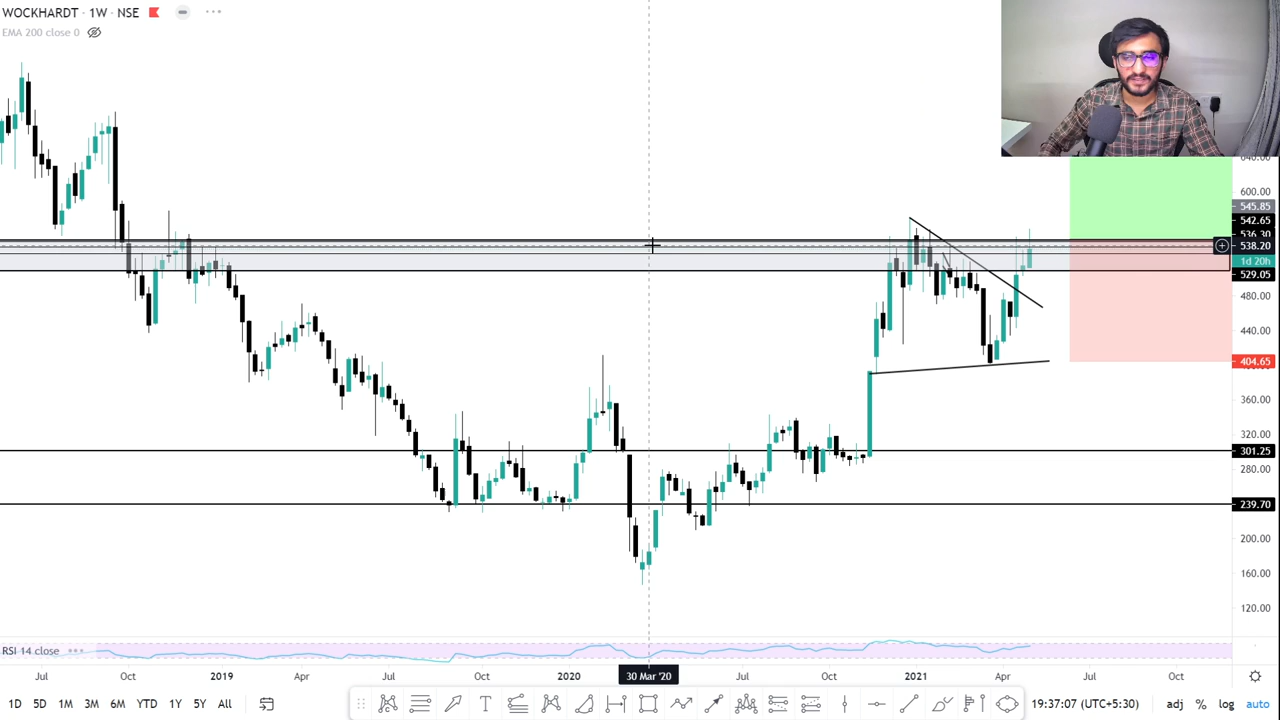 WOCKHARDT · 1W · NSE
EMA 200 close 0
600.00
545.85
542.65
538.20
1d 20h
529.05
480.00
440.00
404.65
360.00
320.00
301.25
280.00
239.70
200.00
160.00
120.00
RSI 14 close
Jul Oct 2019 Apr Jul Oct 2020 30 Mar '20 Jul Oct 2021 Apr Jul Oct
1D 5D 1M 3M 6M YTD 1Y 5Y All
19:37:07 (UTC+5:30) adj % log auto